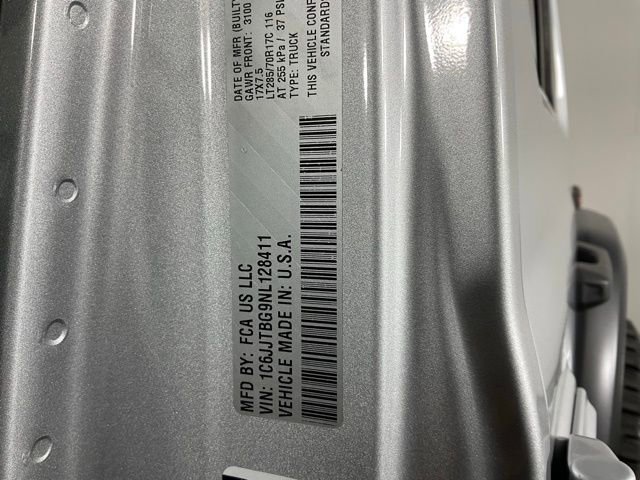 MFD BY: FCA US LLC
VIN: 1C6JJTBG9NL128411
VEHICLE MADE IN: U.S.A.
DATE OF MFR (BUILT)
GAWR FRONT: 3100
17X7.5
LT285/70R17C 116
AT 255 kPa / 37 PSI
TYPE: TRUCK
THIS VEHICLE CONF
STANDARD